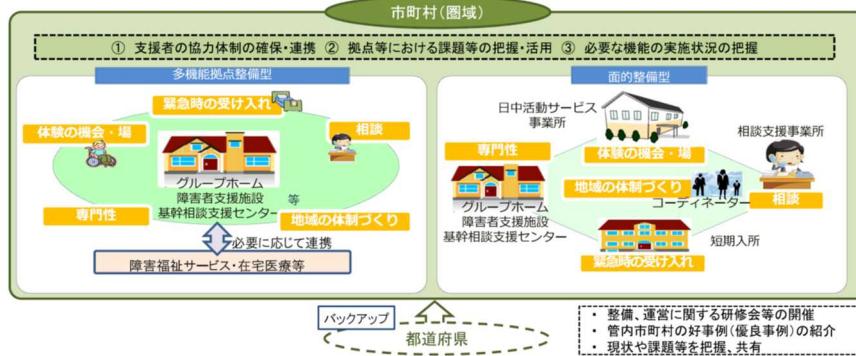 市町村(圏域)
① 支援者の協力体制の確保・連携 ② 拠点等における課題等の把握・活用 ③ 必要な機能の実施状況の把握
多機能拠点整備型
緊急時の受け入れ
体験の機会・場
相談
グループホーム
障害者支援施設
基幹相談支援センター
等
専門性
地域の体制づくり
必要に応じて連携
障害福祉サービス・在宅医療等
面的整備型
日中活動サービス
事業所
相談支援事業所
専門性
体験の機会・場
地域の体制づくり
コーディネーター
相談
グループホーム
障害者支援施設
基幹相談支援センター
短期入所
緊急時の受け入れ
バックアップ
都道府県
・ 整備、運営に関する研修会等の開催
・ 管内市町村の好事例(優良事例)の紹介
・ 現状や課題等を把握、共有